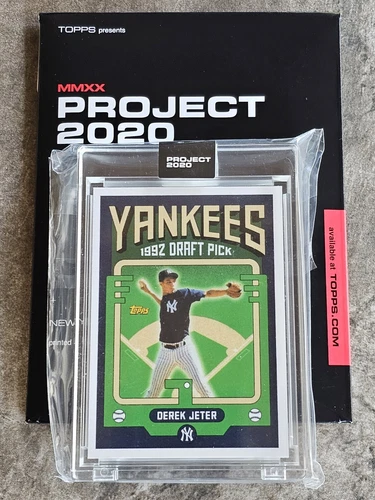 TOPPS presents
MMXX
PROJECT
2020
PROJECT
2020
YANKEES
1992 DRAFT PICK
Topps
NY
DEREK JETER
NY
available at TOPPS.COM
printed